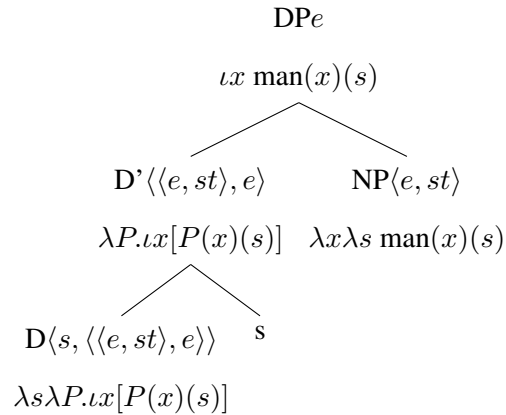 DPe
ιx man(x)(s)
D’⟨⟨e, st⟩, e⟩ NP⟨e, st⟩
λP.ιx[P(x)(s)] λxλs man(x)(s)
D⟨s, ⟨⟨e, st⟩, e⟩⟩ s
λsλP.ιx[P(x)(s)]